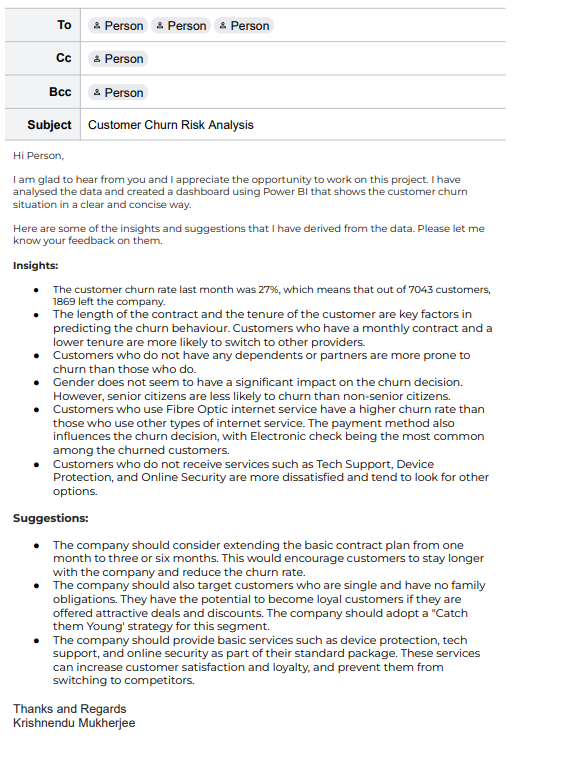 To Person Person Person
Cc Person
Bcc Person
Subject Customer Churn Risk Analysis
Hi Person,
I am glad to hear from you and I appreciate the opportunity to work on this project. I have
analysed the data and created a dashboard using Power BI that shows the customer churn
situation in a clear and concise way.
Here are some of the insights and suggestions that I have derived from the data. Please let me
know your feedback on them.
Insights:
● The customer churn rate last month was 27%, which means that out of 7043 customers,
1869 left the company.
● The length of the contract and the tenure of the customer are key factors in
predicting the churn behaviour. Customers who have a monthly contract and a
lower tenure are more likely to switch to other providers.
● Customers who do not have any dependents or partners are more prone to
churn than those who do.
● Gender does not seem to have a significant impact on the churn decision.
However, senior citizens are less likely to churn than non-senior citizens.
● Customers who use Fibre Optic internet service have a higher churn rate than
those who use other types of internet service. The payment method also
influences the churn decision, with Electronic check being the most common
among the churned customers.
● Customers who do not receive services such as Tech Support, Device
Protection, and Online Security are more dissatisfied and tend to look for other
options.
Suggestions:
● The company should consider extending the basic contract plan from one
month to three or six months. This would encourage customers to stay longer
with the company and reduce the churn rate.
● The company should also target customers who are single and have no family
obligations. They have the potential to become loyal customers if they are
offered attractive deals and discounts. The company should adopt a "Catch
them Young' strategy for this segment.
● The company should provide basic services such as device protection, tech
support, and online security as part of their standard package. These services
can increase customer satisfaction and loyalty, and prevent them from
switching to competitors.
Thanks and Regards
Krishnendu Mukherjee